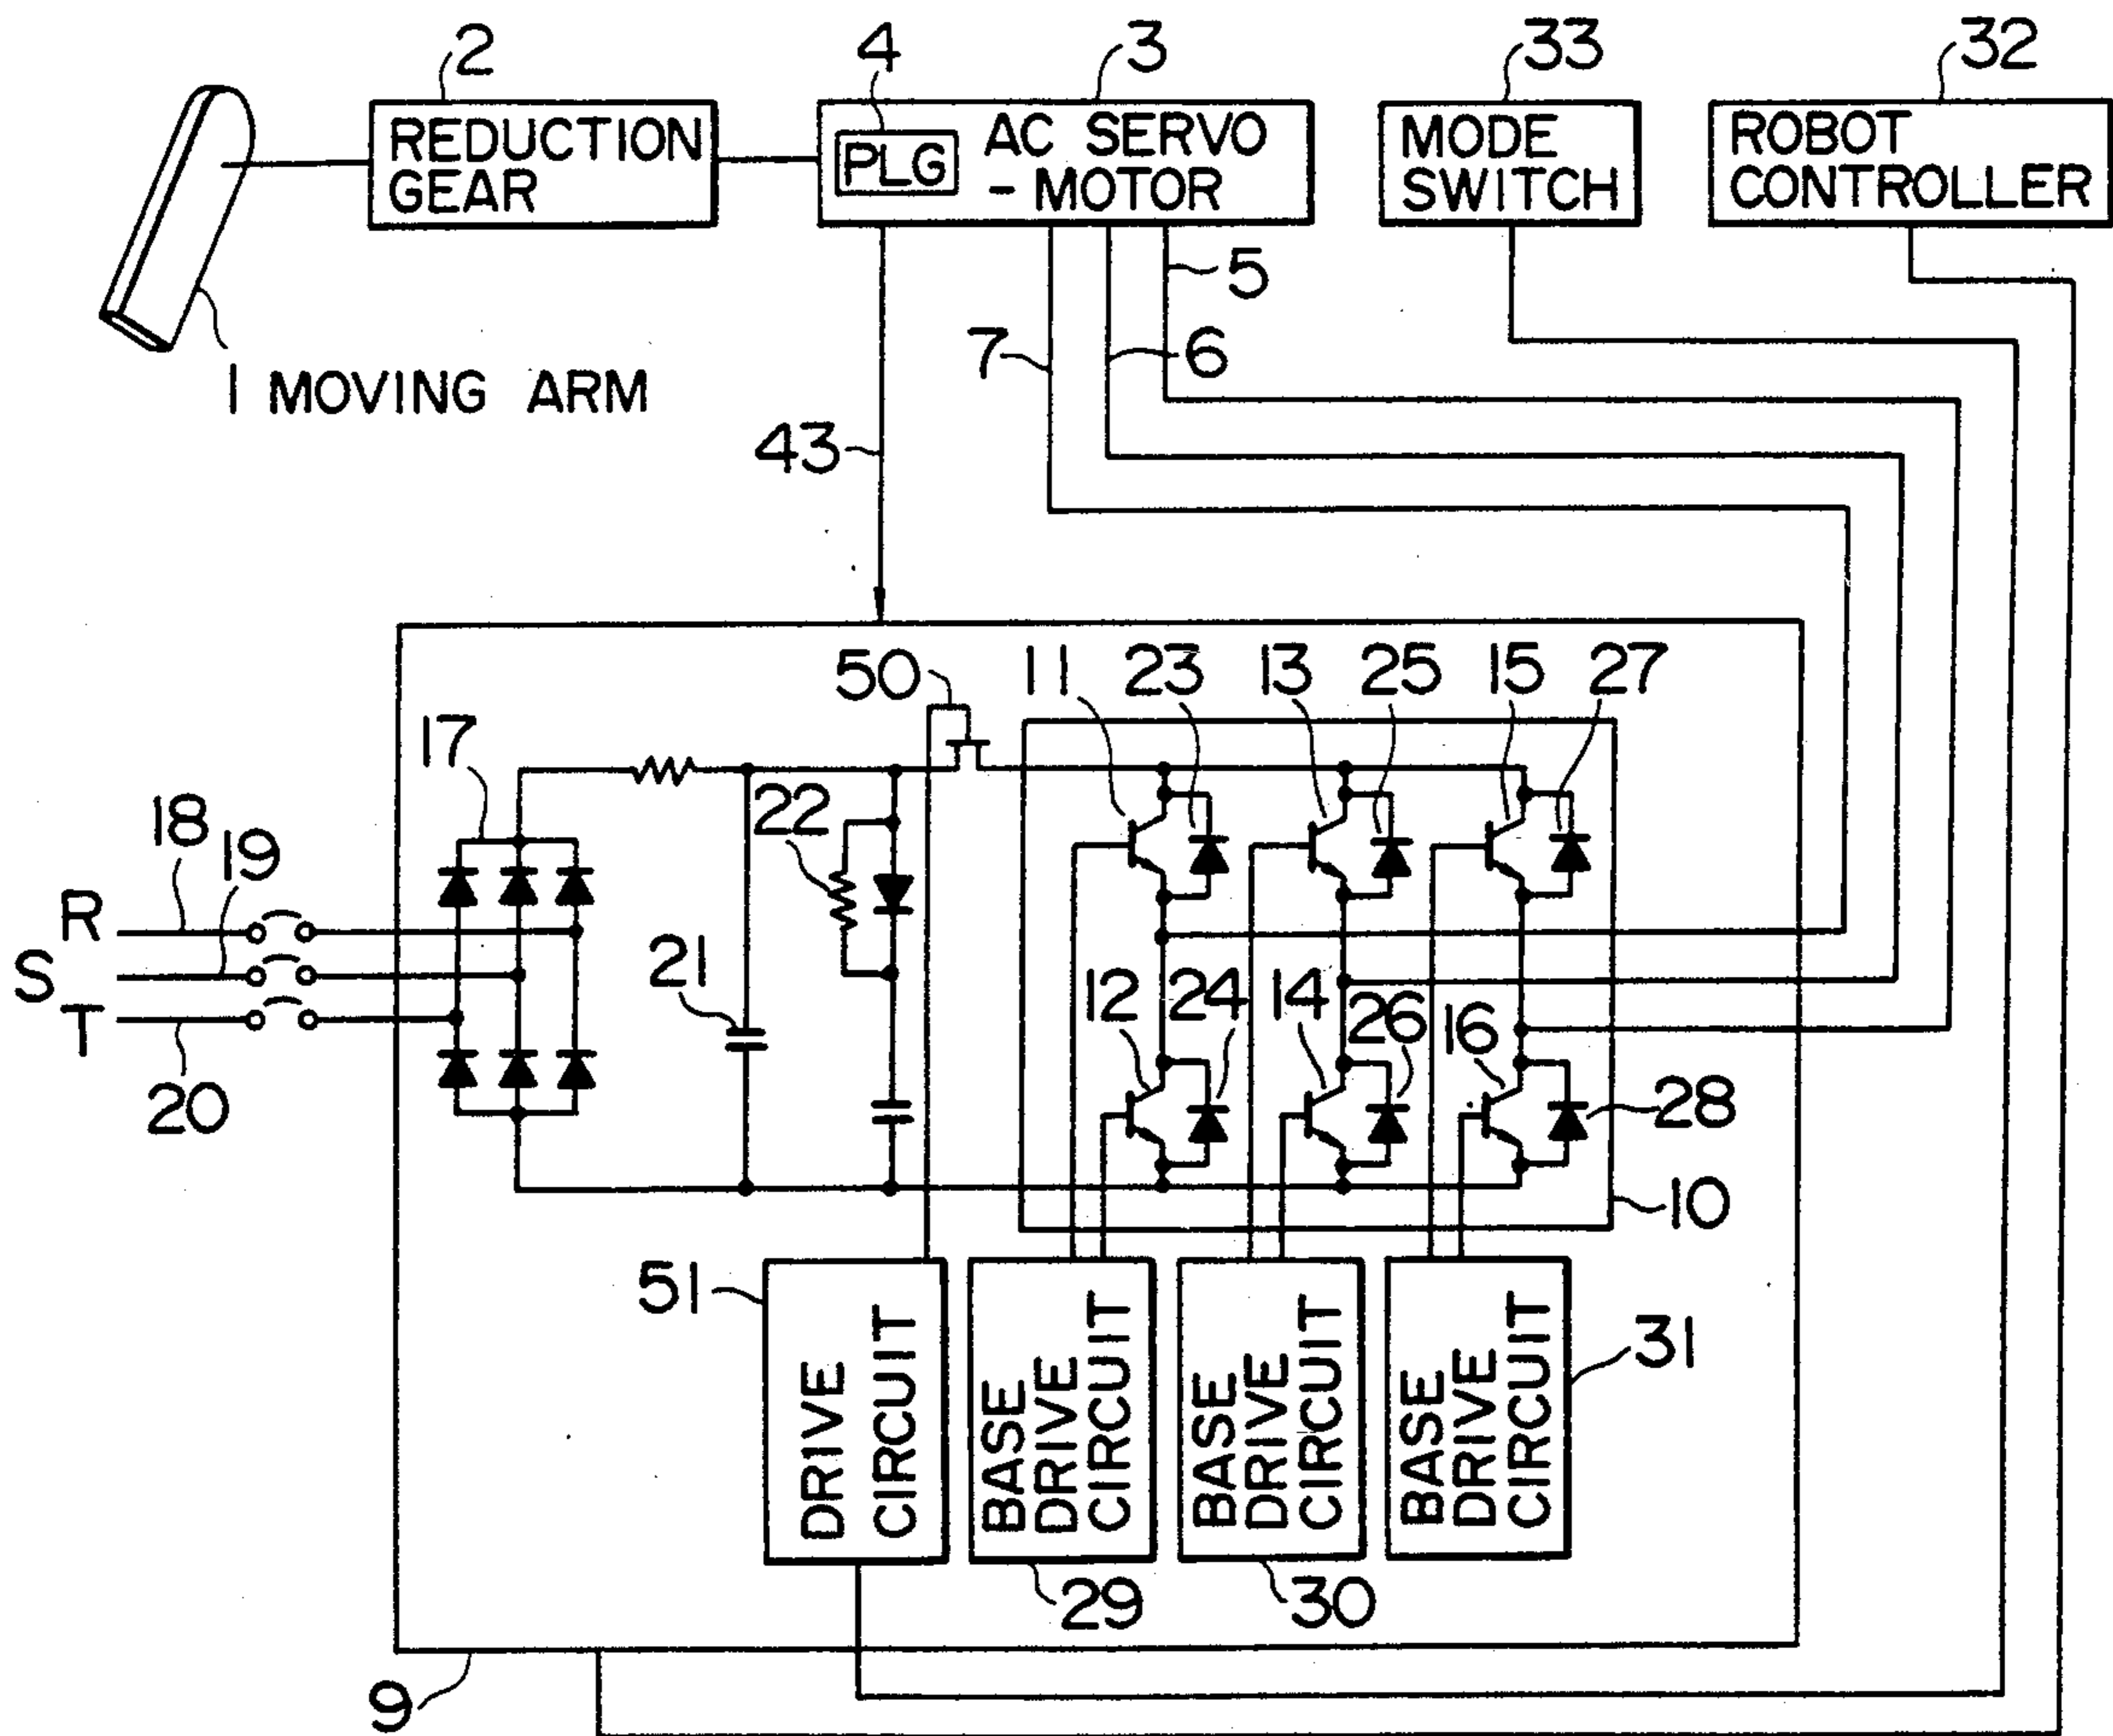 2
4
3
33
32
REDUCTION
GEAR
PLG
AC SERVO
-MOTOR
MODE
SWITCH
ROBOT
CONTROLLER
5
7
6
1 MOVING ARM
43
50
11
23
13
25
15
27
17
22
18
19
R
S
T
20
21
12
24
14
26
16
28
10
51
DRIVE
CIRCUIT
BASE
DRIVE
CIRCUIT
BASE
DRIVE
CIRCUIT
BASE
DRIVE
CIRCUIT
31
29
30
9